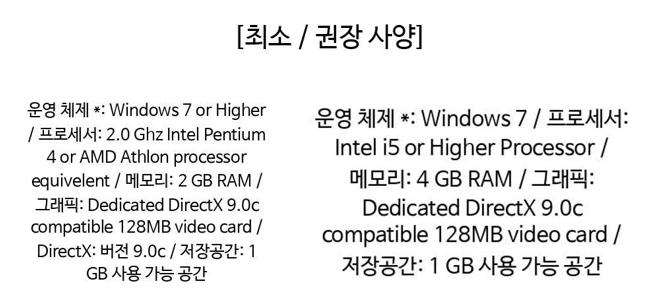 [최소 / 권장 사양]
운영 체제 *: Windows 7 or Higher
/ 프로세서: 2.0 Ghz Intel Pentium
4 or AMD Athlon processor
equivelent / 메모리: 2 GB RAM /
그래픽: Dedicated DirectX 9.0c
compatible 128MB video card /
DirectX: 버전 9.0c / 저장공간: 1
GB 사용 가능 공간
운영 체제 *: Windows 7 / 프로세서:
Intel i5 or Higher Processor /
메모리: 4 GB RAM / 그래픽:
Dedicated DirectX 9.0c
compatible 128MB video card /
저장공간: 1 GB 사용 가능 공간